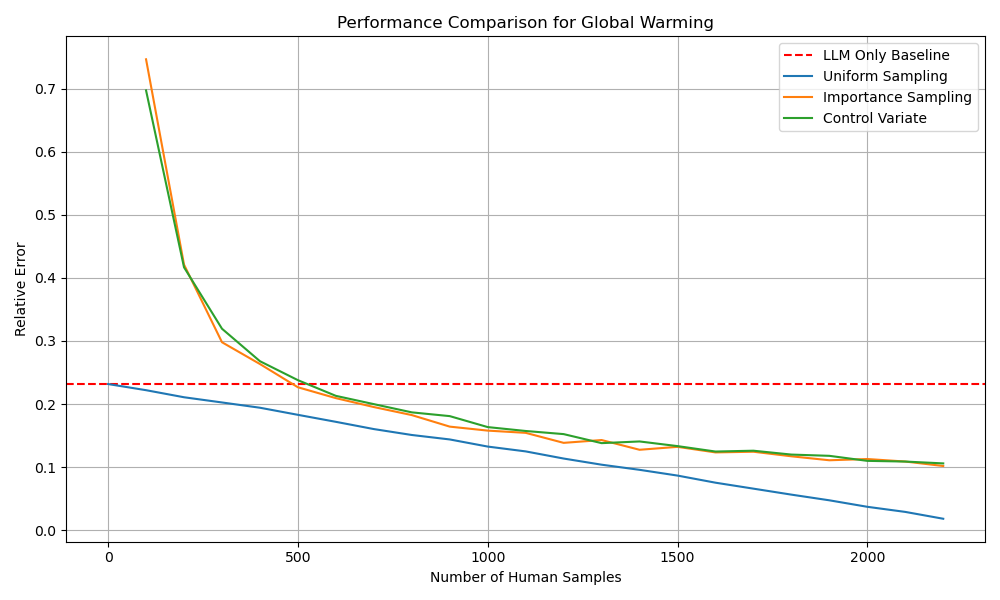 Performance Comparison for Global Warming
LLM Only Baseline
Uniform Sampling
Importance Sampling
Control Variate
Relative Error
0.7
0.6
0.5
0.4
0.3
0.2
0.1
0.0
0
500
1000
1500
2000
Number of Human Samples